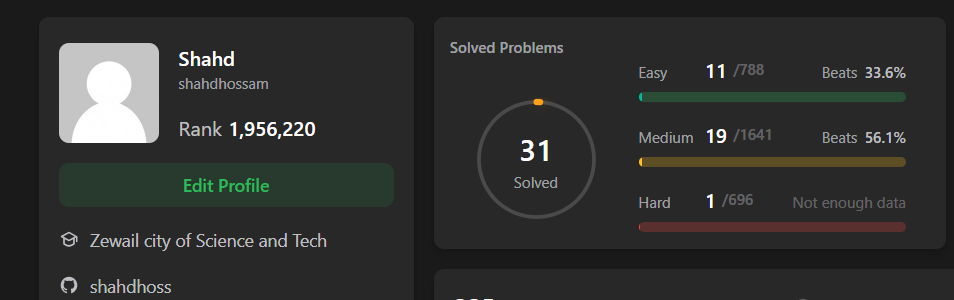 Shahd
shahdhossam
Rank 1,956,220
Edit Profile
Zewail city of Science and Tech
shahdhoss
Solved Problems
31
Solved
Easy 11 /788 Beats 33.6%
Medium 19 /1641 Beats 56.1%
Hard 1 /696 Not enough data